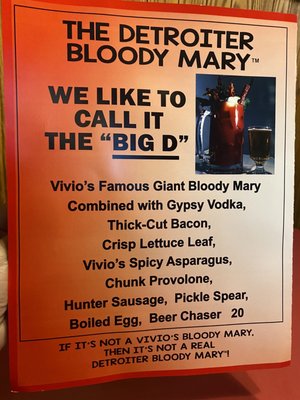 THE DETROITER
BLOODY MARY™
WE LIKE TO
CALL IT
THE “BIG D”
Vivio's Famous Giant Bloody Mary
Combined with Gypsy Vodka,
Thick-Cut Bacon,
Crisp Lettuce Leaf,
Vivio's Spicy Asparagus,
Chunk Provolone,
Hunter Sausage, Pickle Spear,
Boiled Egg, Beer Chaser 20
IF IT'S NOT A VIVIO'S BLOODY MARY.
THEN IT'S NOT A REAL
DETROITER BLOODY MARY™!